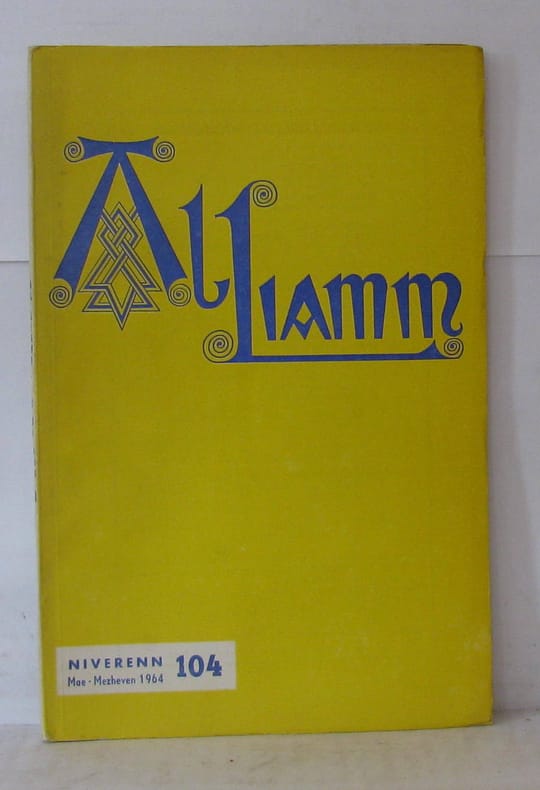 Al Liamm
NIVERENN 104
Mae - Mezheven 1964